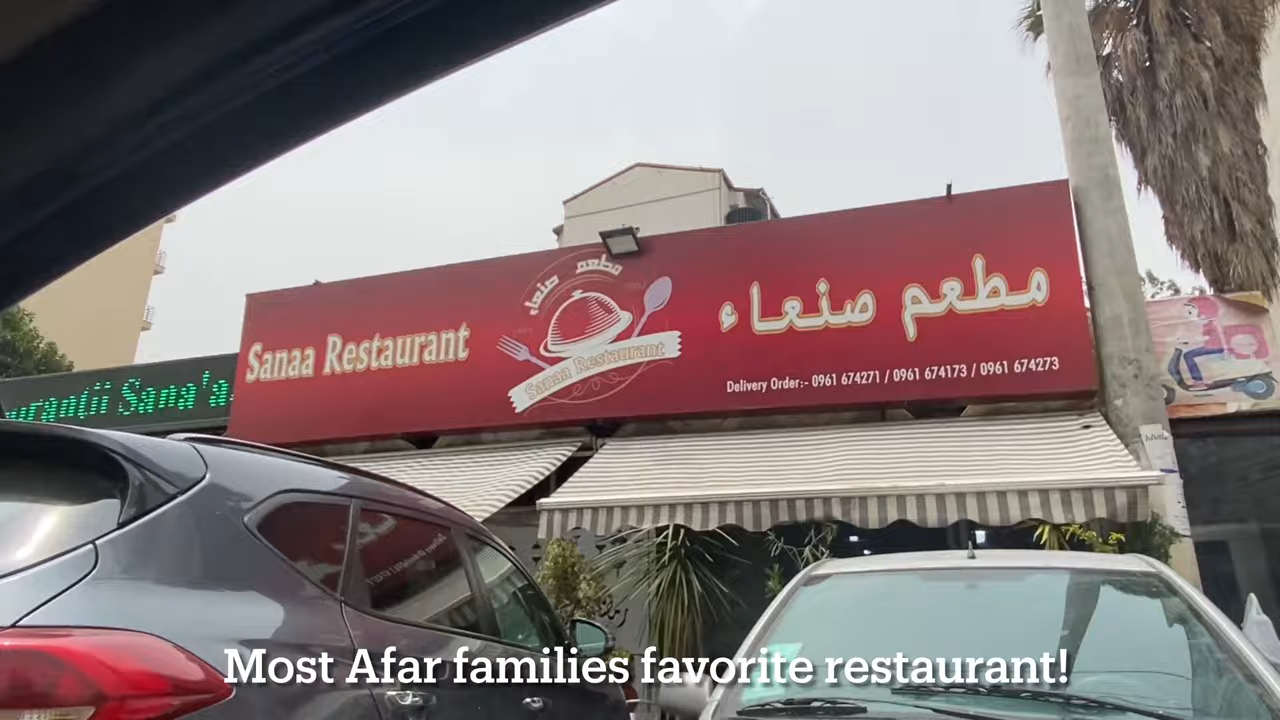 Sanaa Restaurant
مطعم صنعاء
Sanaa Restaurant
مطعم صنعاء
Delivery Order:- 0961 674271 / 0961 674173 / 0961 674273
Sana'a
Most Afar families favorite restaurant!